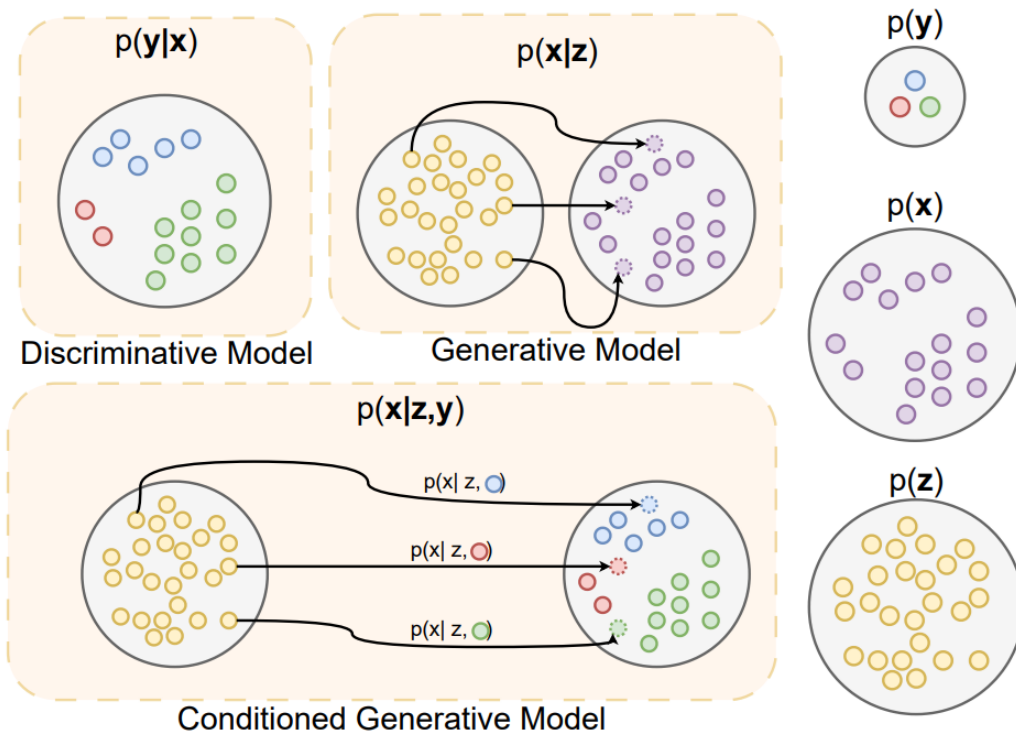 p(y|x)
Discriminative Model
p(x|z)
Generative Model
p(x|z,y)
p(x| z, )
p(x| z, )
p(x| z, )
Conditioned Generative Model
p(y)
p(x)
p(z)